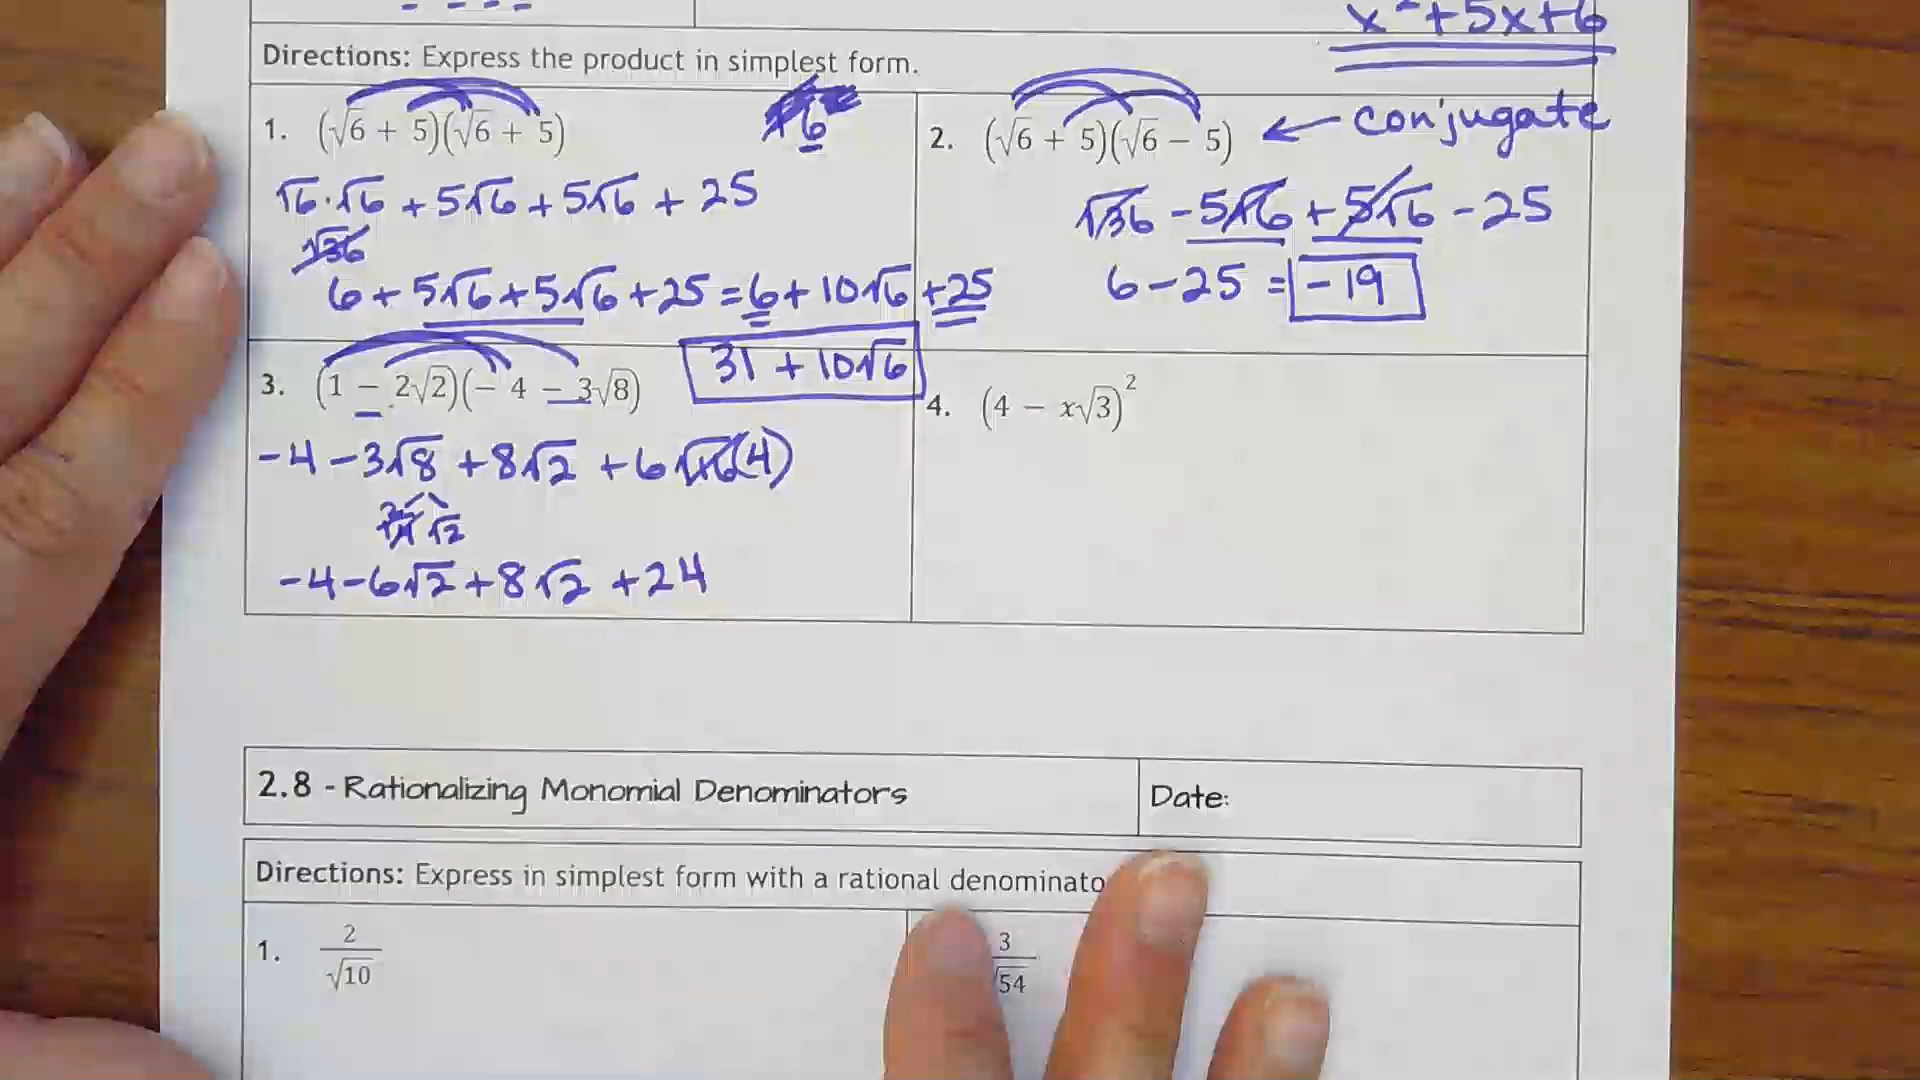 x² + 5x + 6
Directions: Express the product in simplest form.
1. (√6 + 5)(√6 + 5)
6
√6 · √6 + 5√6 + 5√6 + 25
√36
6 + 5√6 + 5√6 + 25 = 6 + 10√6 + 25
31 + 10√6
2. (√6 + 5)(√6 − 5) ← conjugate
√36 − 5√6 + 5√6 − 25
6 − 25 = −19
3. (1 − 2√2)(− 4 − 3√8)
−4 − 3√8 + 8√2 + 6√16(4)
2 √4 √2
−4 − 6√2 + 8√2 + 24
4. (4 − x√3)²
2.8 - Rationalizing Monomial Denominators
Date:
Directions: Express in simplest form with a rational denominato
1. 2/√10
3/√54